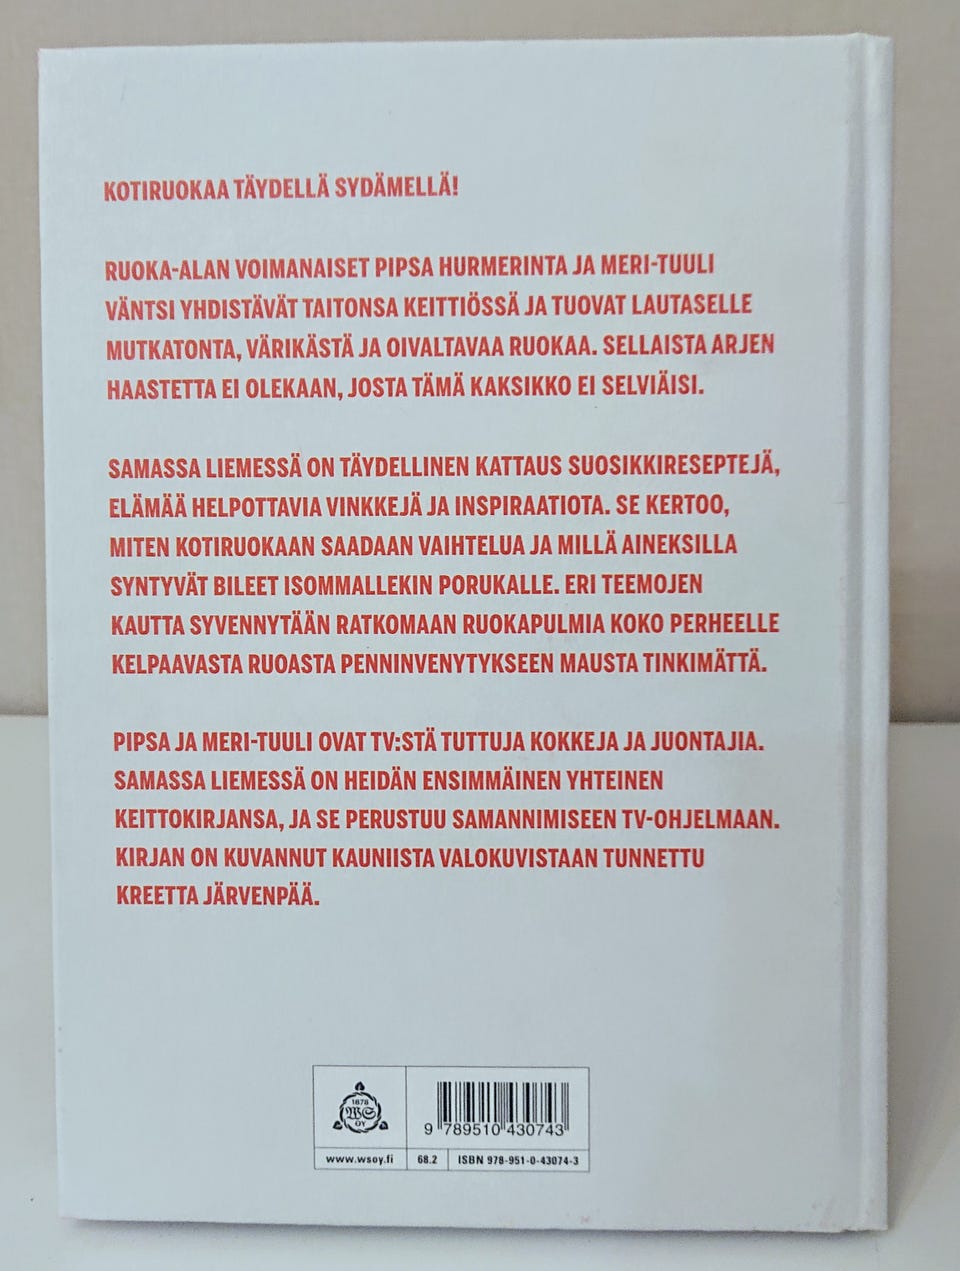 KOTIRUOKAA TÄYDELLÄ SYDÄMELLÄ!
RUOKA-ALAN VOIMANAISET PIPSA HURMERINTA JA MERI-TUULI
VÄNTSI YHDISTÄVÄT TAITONSA KEITTIÖSSÄ JA TUOVAT LAUTASELLE
MUTKATONTA, VÄRIKÄSTÄ JA OIVALTAVAA RUOKAA. SELLAISTA ARJEN
HAASTETTA EI OLEKAAN, JOSTA TÄMÄ KAKSIKKO EI SELVIÄISI.
SAMASSA LIEMESSÄ ON TÄYDELLINEN KATTAUS SUOSIKKIRESEPTEJÄ,
ELÄMÄÄ HELPOTTAVIA VINKKEJÄ JA INSPIRAATIOTA. SE KERTOO,
MITEN KOTIRUOKAAN SAADAAN VAIHTELUA JA MILLÄ AINEKSILLA
SYNTYVÄT BILEET ISOMMALLEKIN PORUKALLE. ERI TEEMOJEN
KAUTTA SYVENNYTÄÄN RATKOMAAN RUOKAPULMIA KOKO PERHEELLE
KELPAAVASTA RUOASTA PENNINVENYTYKSEEN MAUSTA TINKIMÄTTÄ.
PIPSA JA MERI-TUULI OVAT TV:STÄ TUTTUJA KOKKEJA JA JUONTAJIA.
SAMASSA LIEMESSÄ ON HEIDÄN ENSIMMÄINEN YHTEINEN
KEITTOKIRJANSA, JA SE PERUSTUU SAMANNIMISEEN TV-OHJELMAAN.
KIRJAN ON KUVANNUT KAUNIISTA VALOKUVISTAAN TUNNETTU
KREETTA JÄRVENPÄÄ.
1878
WS
OY
9 789510 430743
www.wsoy.fi 68.2 ISBN 978-951-0-43074-3